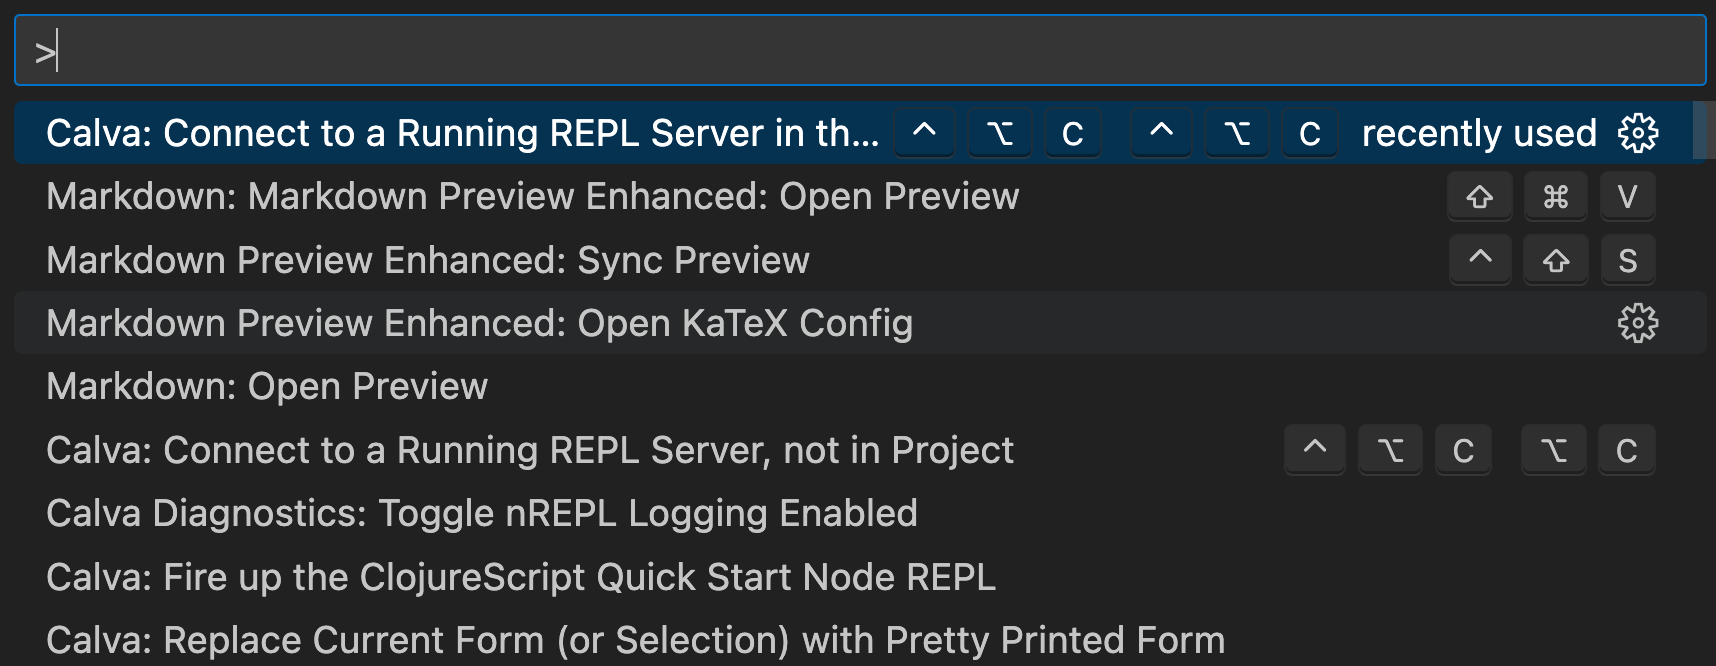 >
Calva: Connect to a Running REPL Server in th... ^ ⌥ C ^ ⌥ C recently used
Markdown: Markdown Preview Enhanced: Open Preview ⇧ ⌘ V
Markdown Preview Enhanced: Sync Preview ^ ⇧ S
Markdown Preview Enhanced: Open KaTeX Config
Markdown: Open Preview
Calva: Connect to a Running REPL Server, not in Project ^ ⌥ C ⌥ C
Calva Diagnostics: Toggle nREPL Logging Enabled
Calva: Fire up the ClojureScript Quick Start Node REPL
Calva: Replace Current Form (or Selection) with Pretty Printed Form